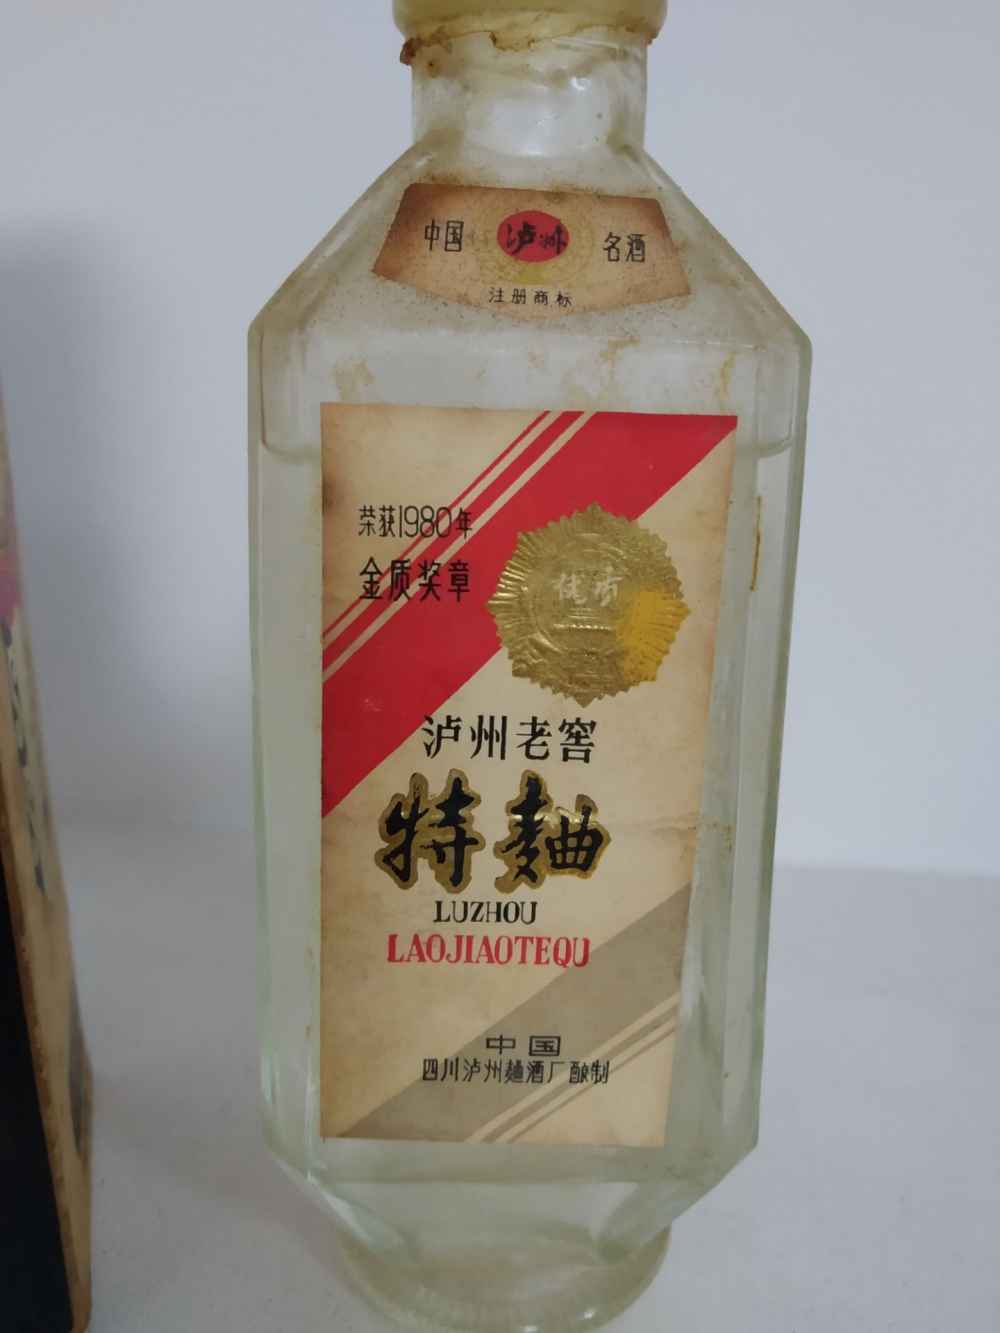 中国 泸州 名酒
注册商标
荣获1980年
金质奖章
优质
泸州老窖
特麯
LUZHOU
LAOJIAOTEQU
中国
四川泸州麯酒厂酿制